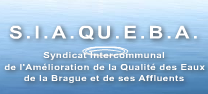 S.I.A.QU.E.B.A.
Syndicat Intercommunal
de l'Amélioration de la Qualité des Eaux
de la Brague et de ses Affluents